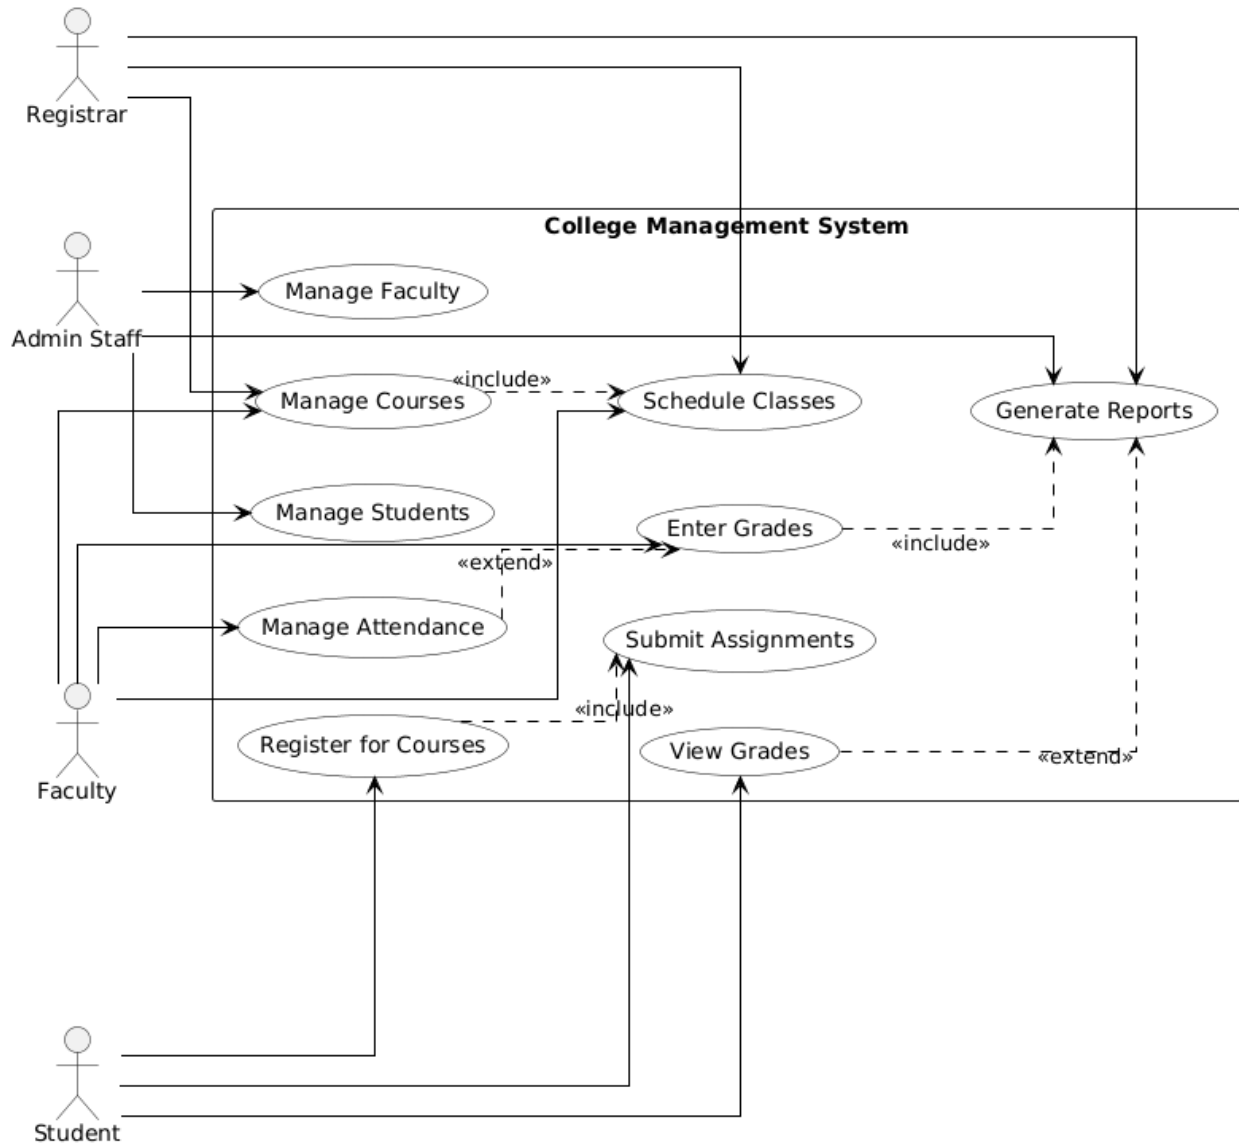 Registrar
College Management System
Manage Faculty
Admin Staff
«include»
Manage Courses
Schedule Classes
Generate Reports
Manage Students
Enter Grades
«include»
«extend»
Manage Attendance
Submit Assignments
«include»
Register for Courses
View Grades
«extend»
Faculty
Student